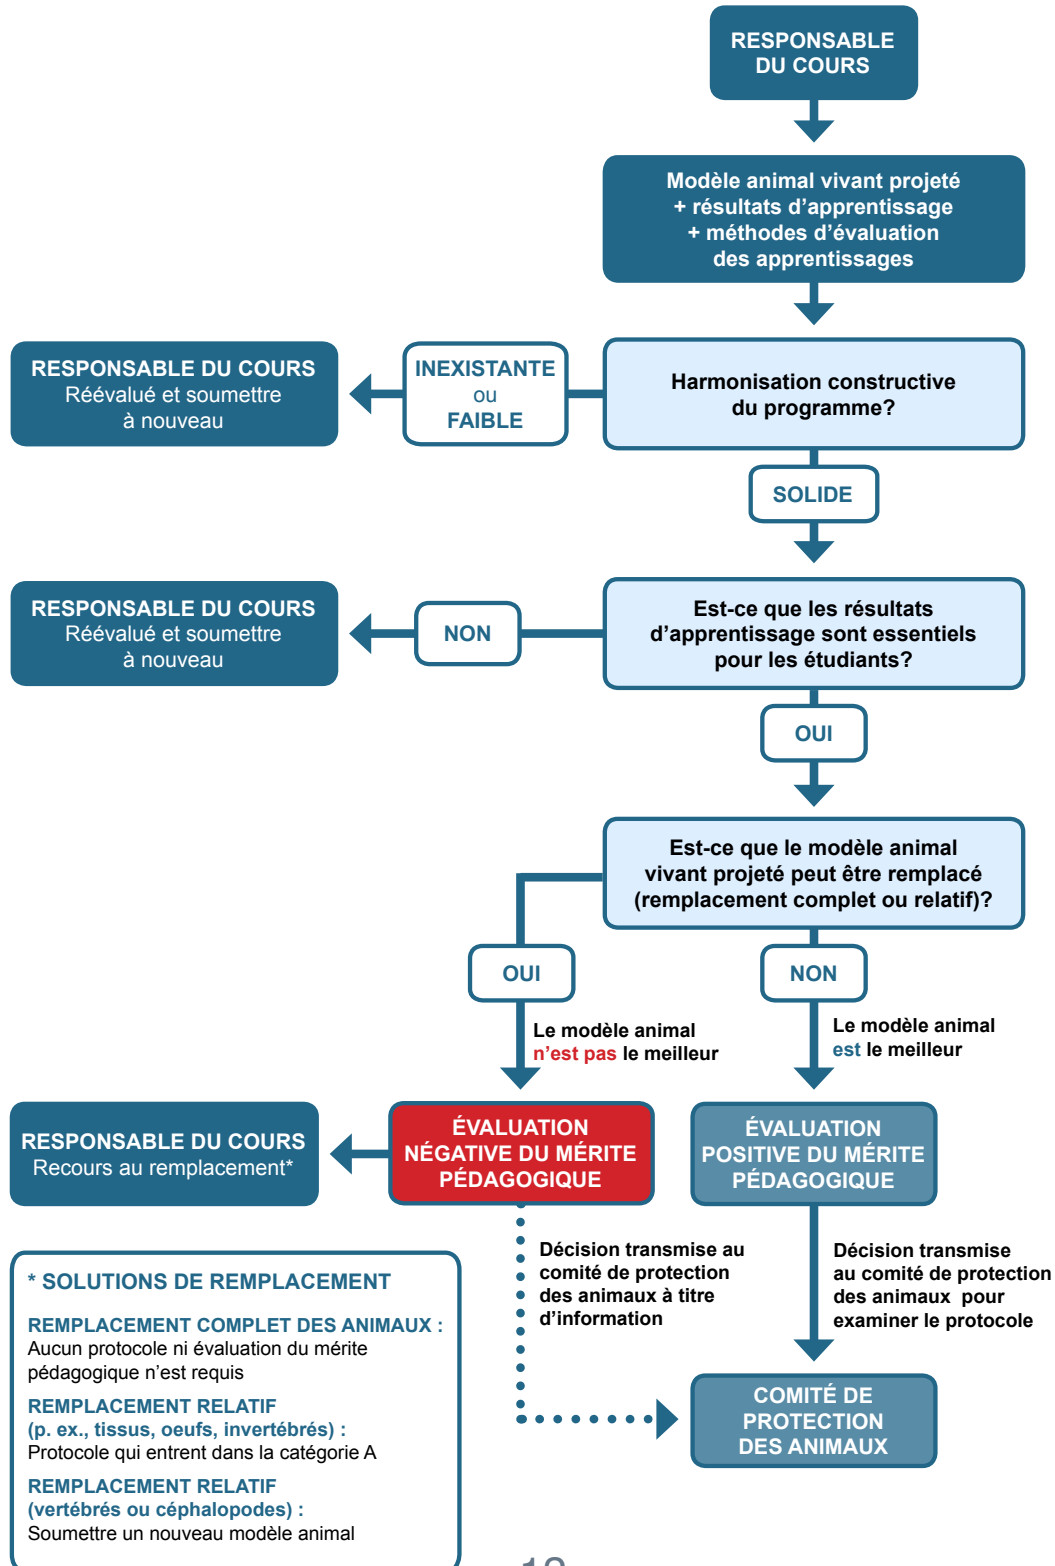 RESPONSABLE
DU COURS
Modèle animal vivant projeté
+ résultats d'apprentissage
+ méthodes d'évaluation
des apprentissages
Harmonisation constructive
du programme?
INEXISTANTE
ou
FAIBLE
RESPONSABLE DU COURS
Réévalué et soumettre
à nouveau
SOLIDE
Est-ce que les résultats
d'apprentissage sont essentiels
pour les étudiants?
NON
RESPONSABLE DU COURS
Réévalué et soumettre
à nouveau
OUI
Est-ce que le modèle animal
vivant projeté peut être remplacé
(remplacement complet ou relatif)?
OUI
NON
Le modèle animal
n'est pas le meilleur
Le modèle animal
est le meilleur
ÉVALUATION
NÉGATIVE DU MÉRITE
PÉDAGOGIQUE
ÉVALUATION
POSITIVE DU MÉRITE
PÉDAGOGIQUE
RESPONSABLE DU COURS
Recours au remplacement*
Décision transmise au
comité de protection
des animaux à titre
d'information
Décision transmise
au comité de protection
des animaux pour
examiner le protocole
COMITÉ DE
PROTECTION
DES ANIMAUX
* SOLUTIONS DE REMPLACEMENT
REMPLACEMENT COMPLET DES ANIMAUX :
Aucun protocole ni évaluation du mérite
pédagogique n'est requis
REMPLACEMENT RELATIF
(p. ex., tissus, oeufs, invertébrés) :
Protocole qui entrent dans la catégorie A
REMPLACEMENT RELATIF
(vertébrés ou céphalopodes) :
Soumettre un nouveau modèle animal